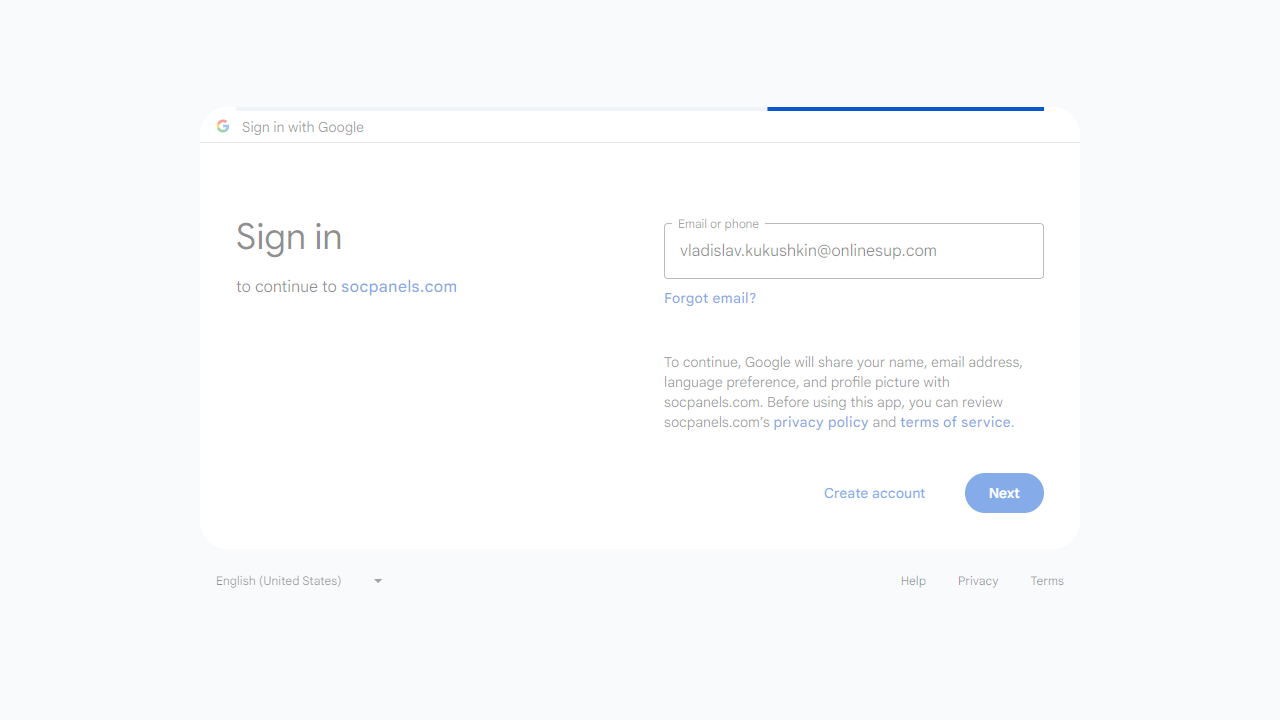 Sign in with Google
Sign in
to continue to socpanels.com
Email or phone
vladislav.kukushkin@onlinesup.com
Forgot email?
To continue, Google will share your name, email address,
language preference, and profile picture with
socpanels.com. Before using this app, you can review
socpanels.com’s privacy policy and terms of service.
Create account
Next
English (United States)
Help
Privacy
Terms